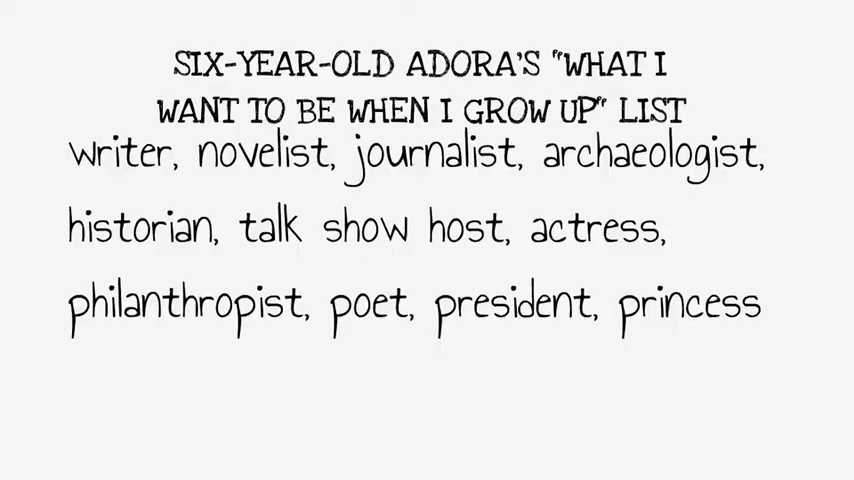 SIX-YEAR-OLD ADORA'S "WHAT I
WANT TO BE WHEN I GROW UP" LIST
writer, novelist, journalist, archaeologist,
historian, talk show host, actress,
philanthropist, poet, president, princess